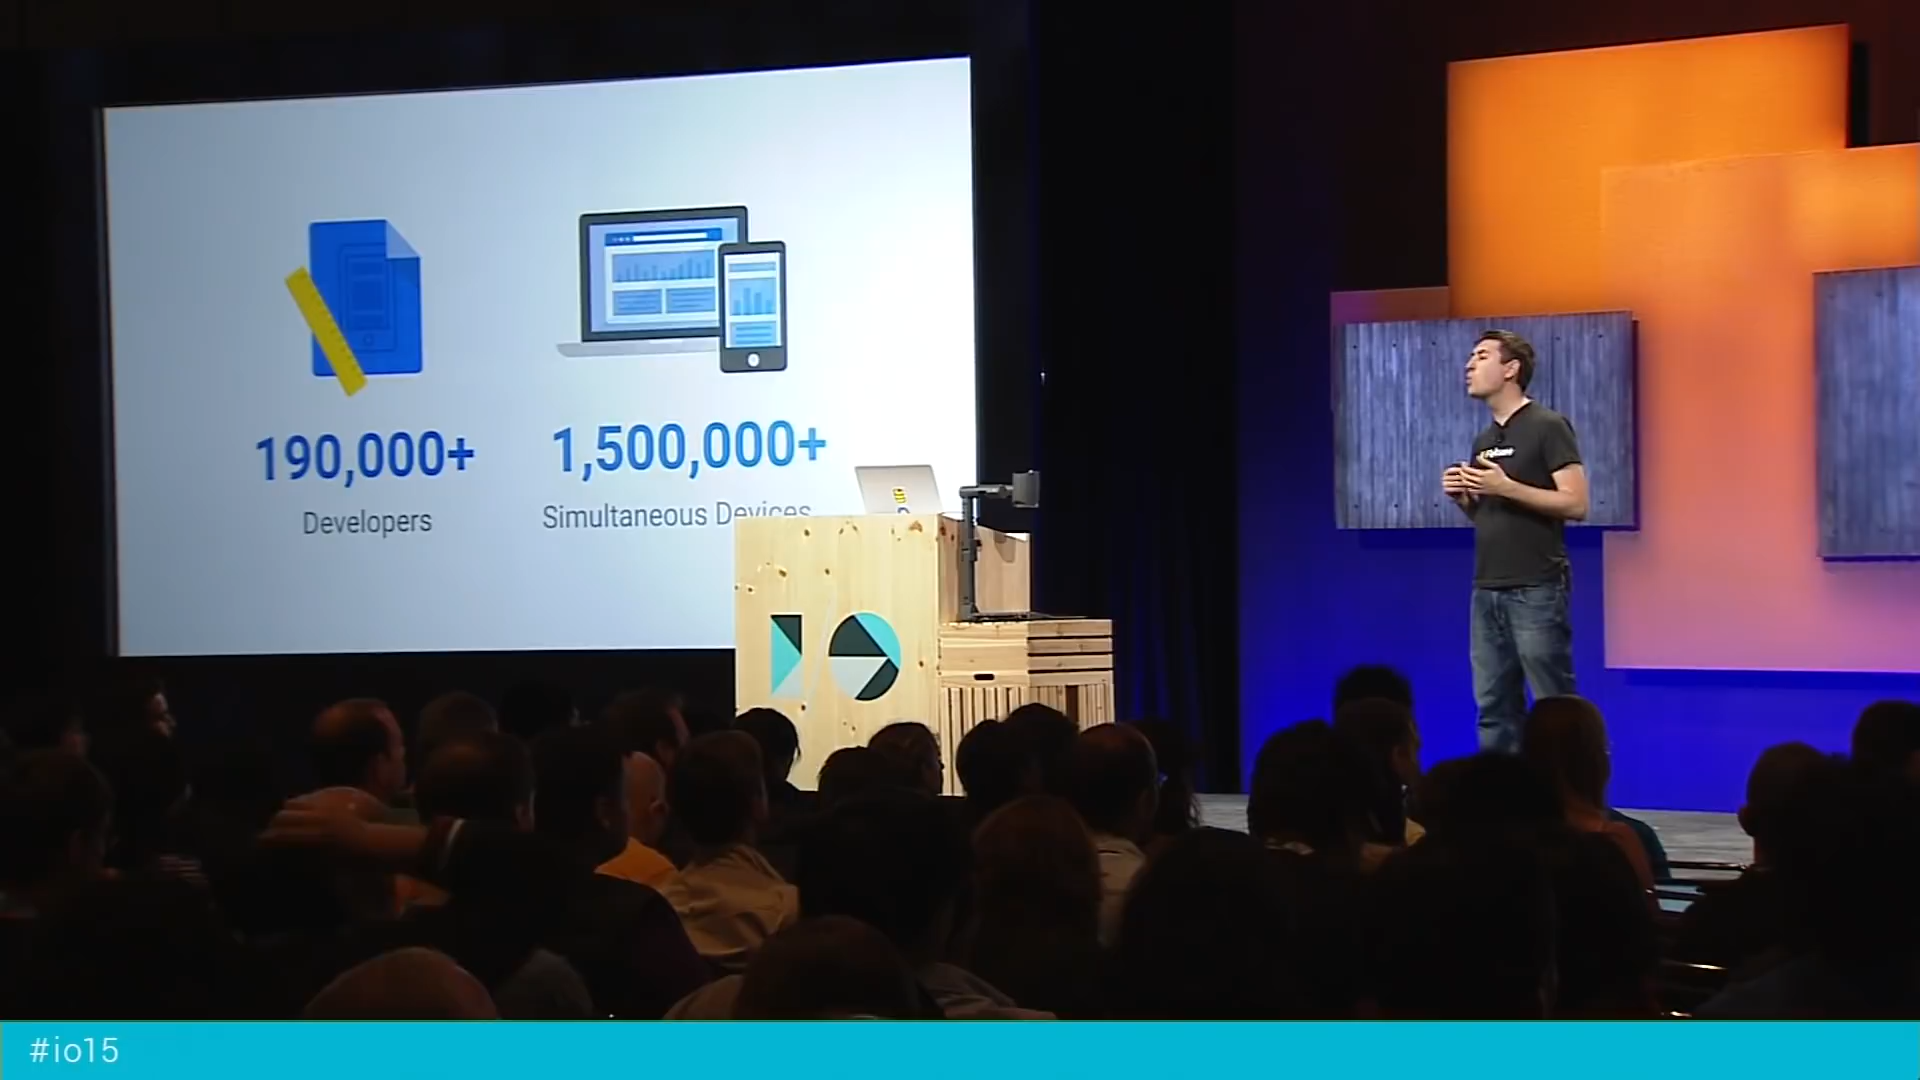 190,000+
Developers
1,500,000+
Simultaneous Devices
#io15